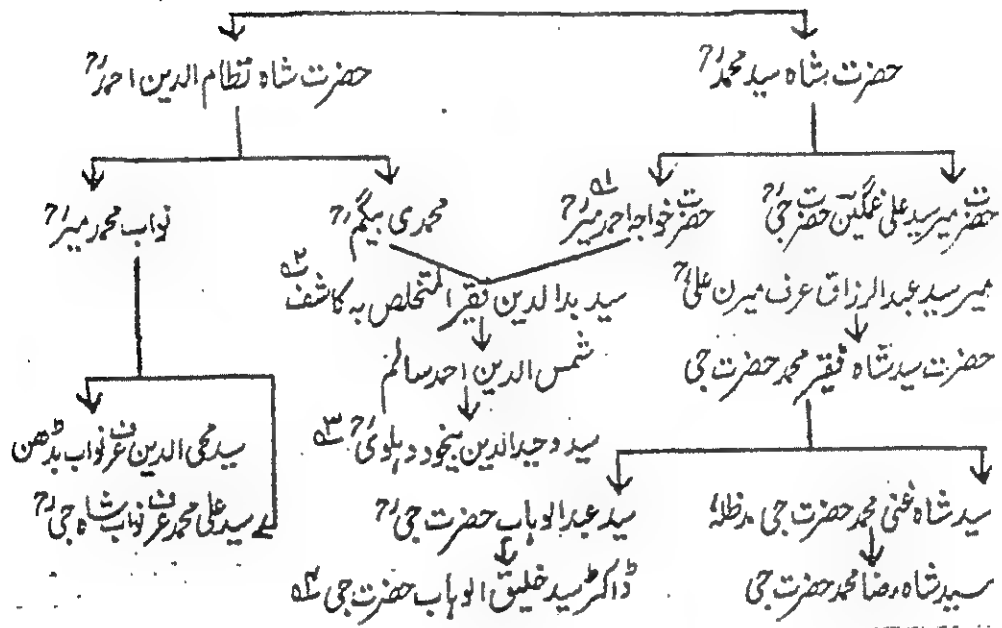 حضرت شاہ سید محمدؒ
حضرت شاہ نظام الدین احمدؒ
حضرت میر سید علی غمگین حضرت جیؒ
حضرت خواجہ احمد میرؒ ۱؎
محمدی بیگمؒ
نواب محمد میرؒ
میر سید عبدالرزاق عرف میرن علیؒ
سید بدالدین فقیر المتخلص بہ کاشف ۲؎
حضرت سید شاہ فقیر محمد حضرت جی
شمس الدین احمد سالم
سید وحیدالدین بیخود دہلویؒ ۳؎
سید محی الدین عرف نواب بڈھن
سید شاہ غنی محمد حضرت جی مدظلہٗ
سید عبدالوہاب حضرت جیؒ
سید علی محمد عرف نواب شاہ جیؒ
سید شاہ رضا محمد حضرت جی
ڈاکٹر سید خلیق الوہاب حضرت جی ۴؎